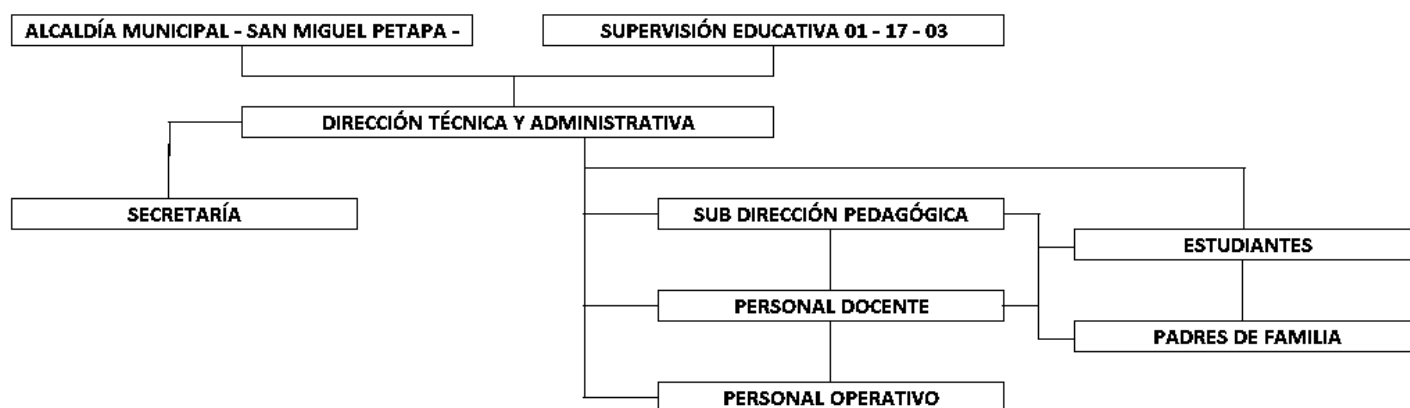 ALCALDÍA MUNICIPAL - SAN MIGUEL PETAPA -
SUPERVISIÓN EDUCATIVA 01 - 17 - 03
DIRECCIÓN TÉCNICA Y ADMINISTRATIVA
SECRETARÍA
SUB DIRECCIÓN PEDAGÓGICA
ESTUDIANTES
PERSONAL DOCENTE
PADRES DE FAMILIA
PERSONAL OPERATIVO